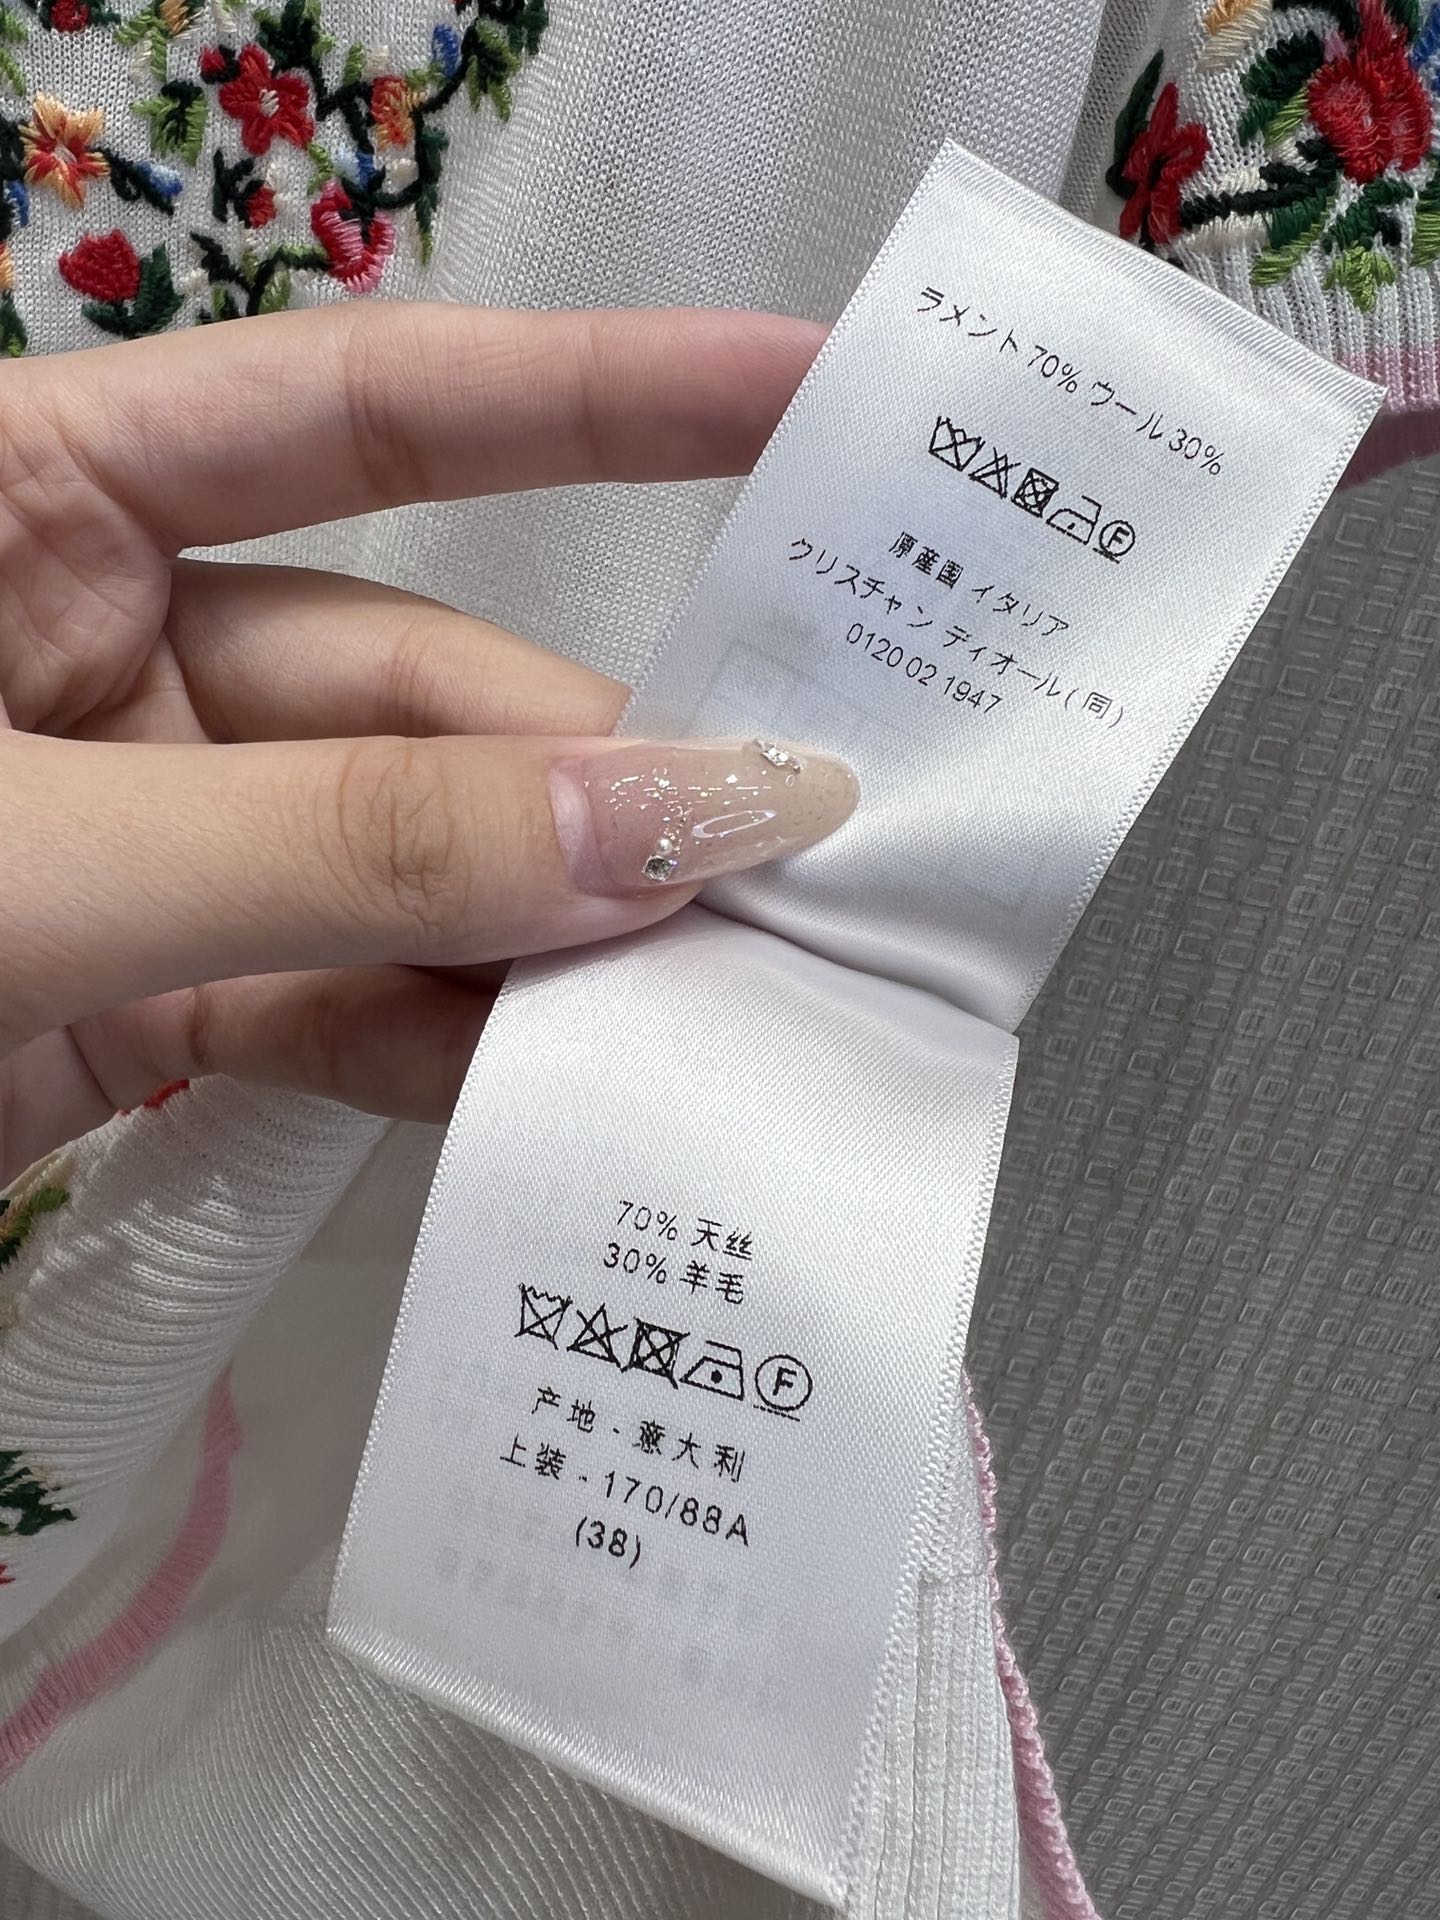 ラメント 70% ウール 30%
F
原産国 イタリア
クリスチャン ディオール(同)
0120 02 1947
70% 天丝
30% 羊毛
F
产地 - 意大利
上装 - 170/88A
(38)